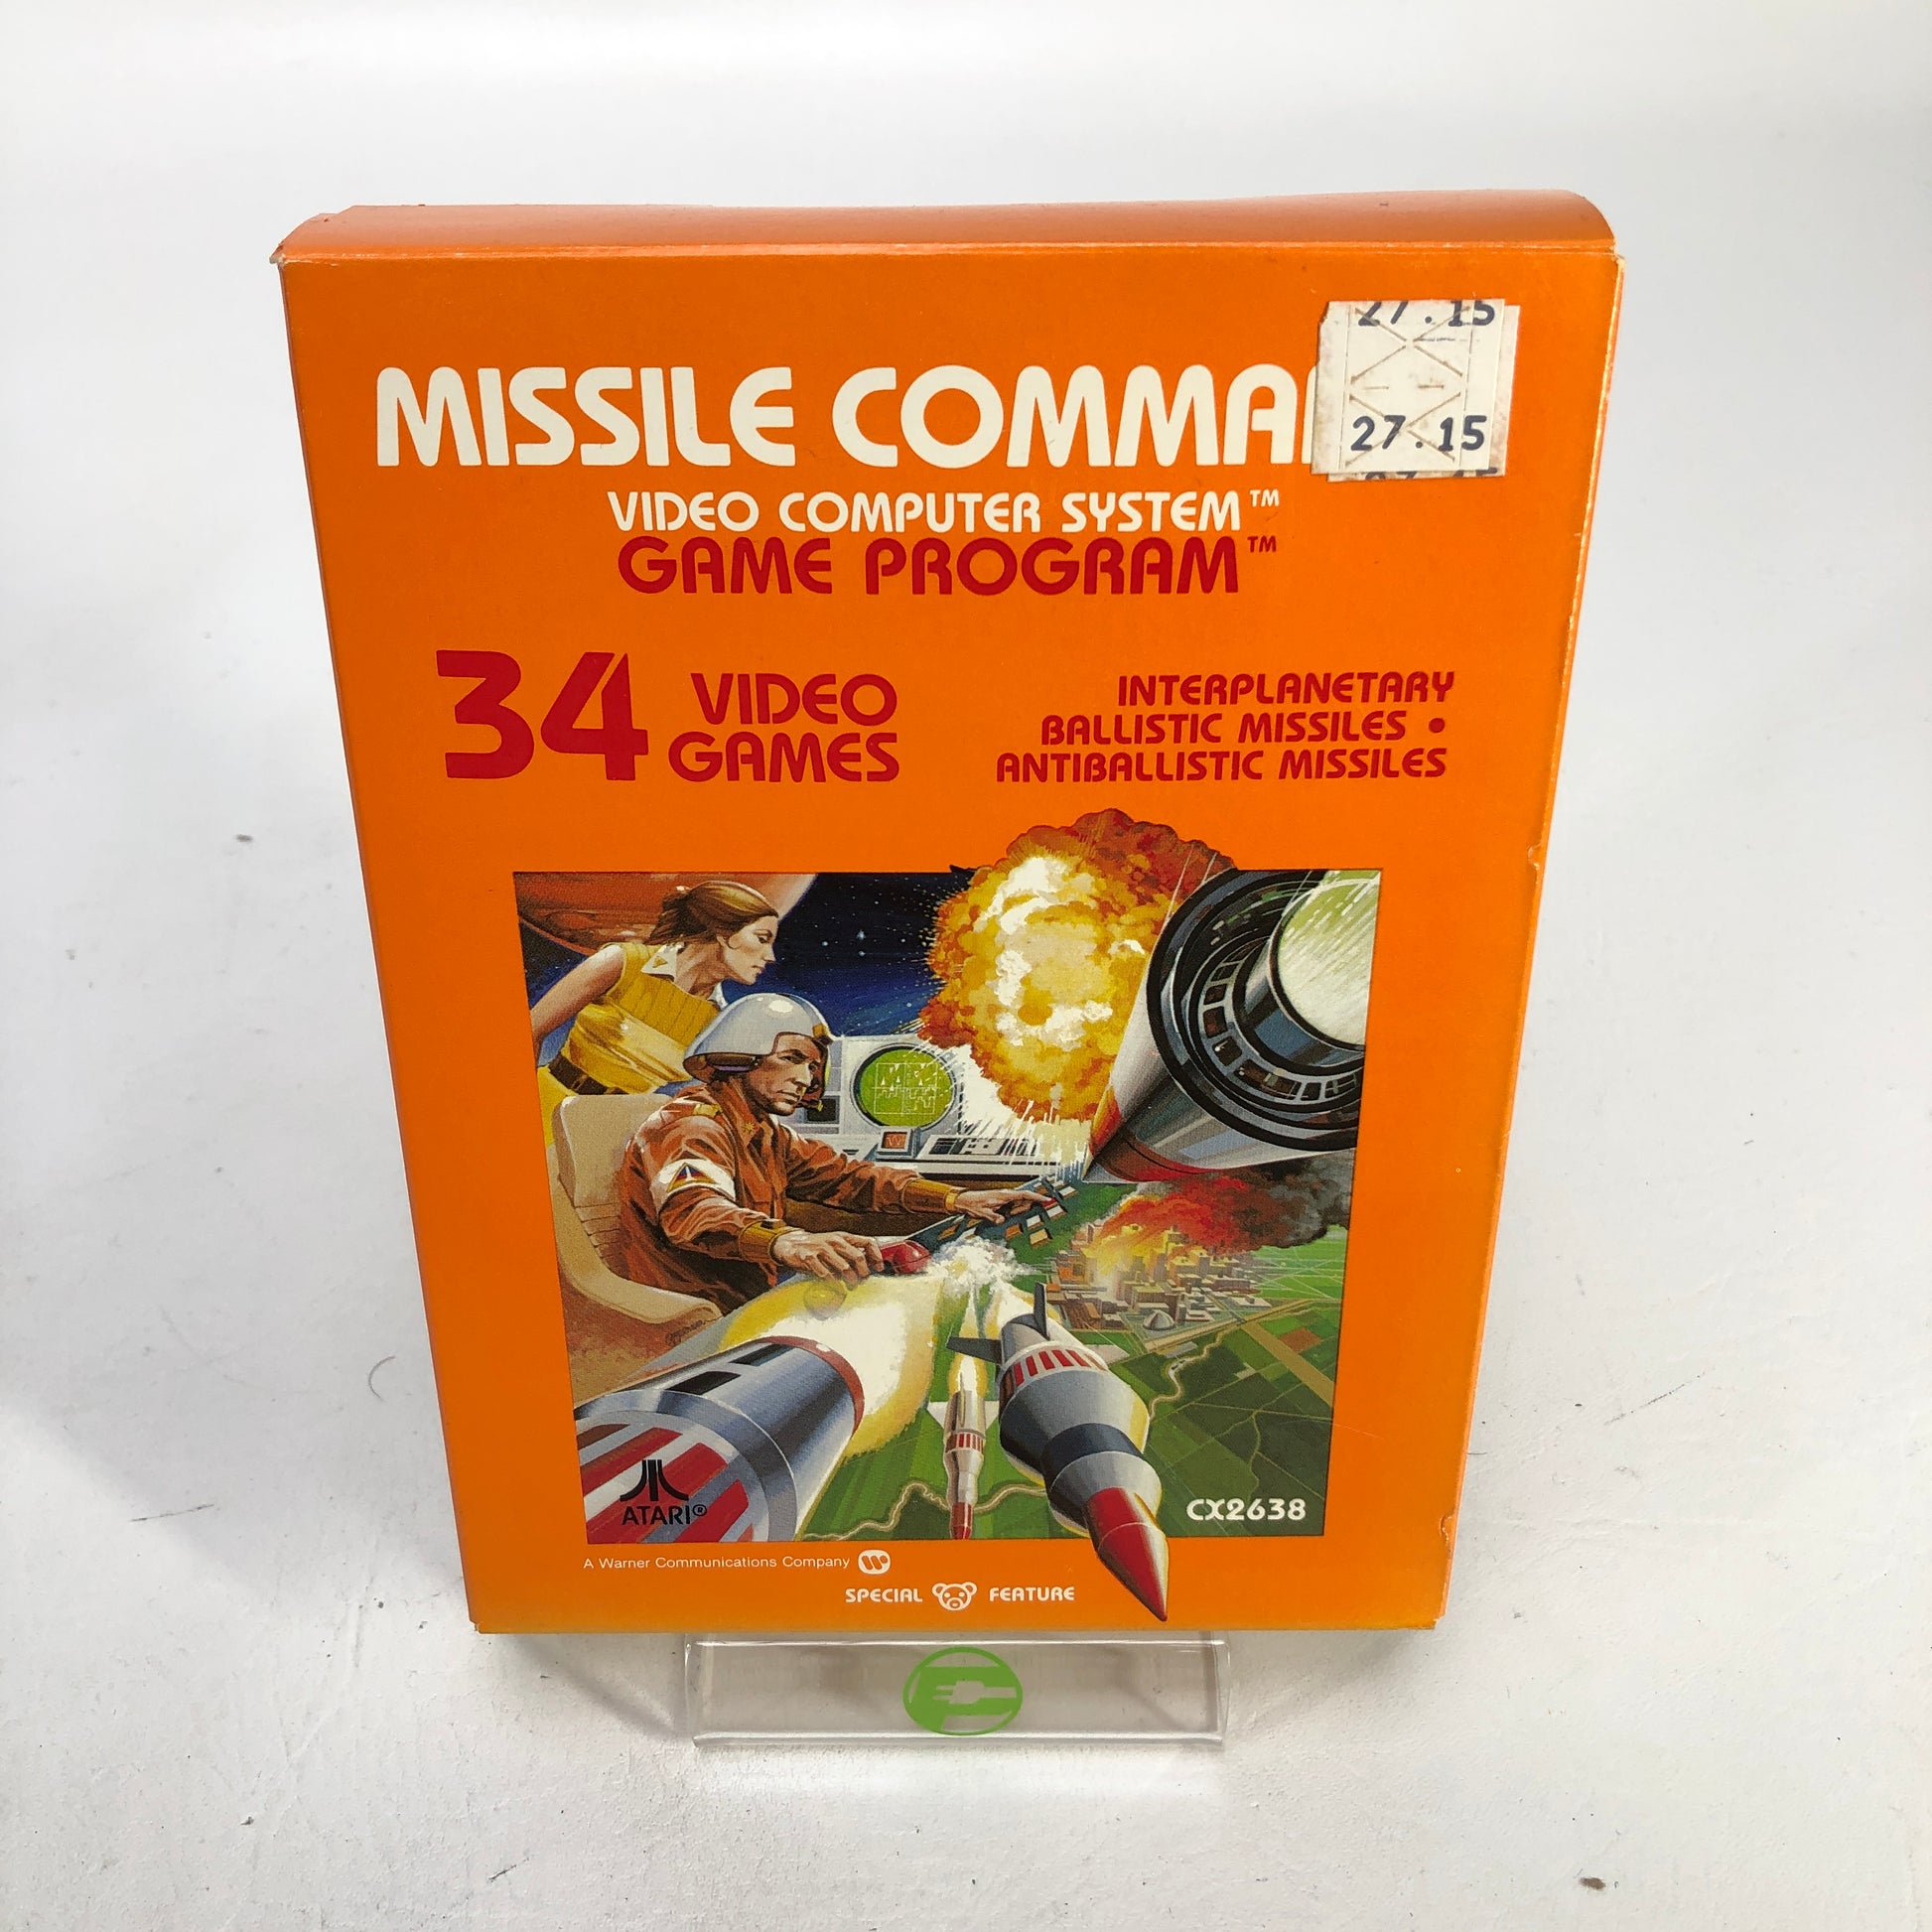 27.15
MISSILE COMMA
27.15
VIDEO COMPUTER SYSTEM™
GAME PROGRAM™
34 VIDEO GAMES
INTERPLANETARY
BALLISTIC MISSILES •
ANTIBALLISTIC MISSILES
ATARI®
CX2638
A Warner Communications Company
SPECIAL FEATURE